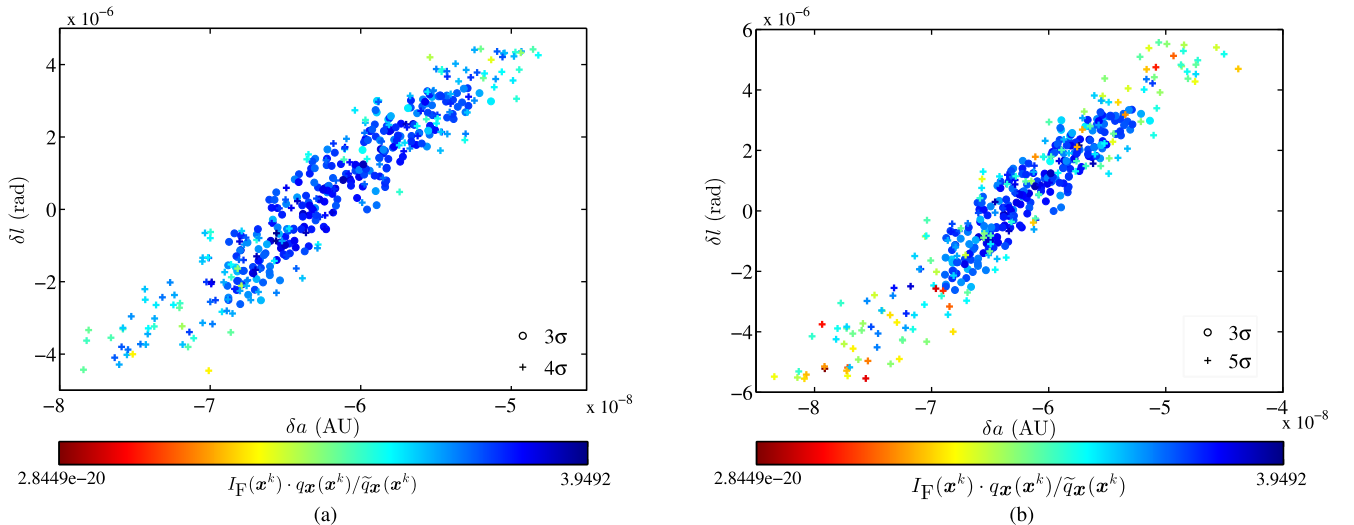 x 10⁻⁶
4
2
0
−2
−4
δl (rad)
−8
−7
−6
−5
x 10⁻⁸
δa (AU)
3σ
4σ
2.8449e−20
3.9492
I_F(x^k) · q_x(x^k)/q̃_x(x^k)
(a)
x 10⁻⁶
6
4
2
0
−2
−4
−6
δl (rad)
−8
−7
−6
−5
−4
x 10⁻⁸
δa (AU)
3σ
5σ
2.8449e−20
3.9492
I_F(x^k) · q_x(x^k)/q̃_x(x^k)
(b)